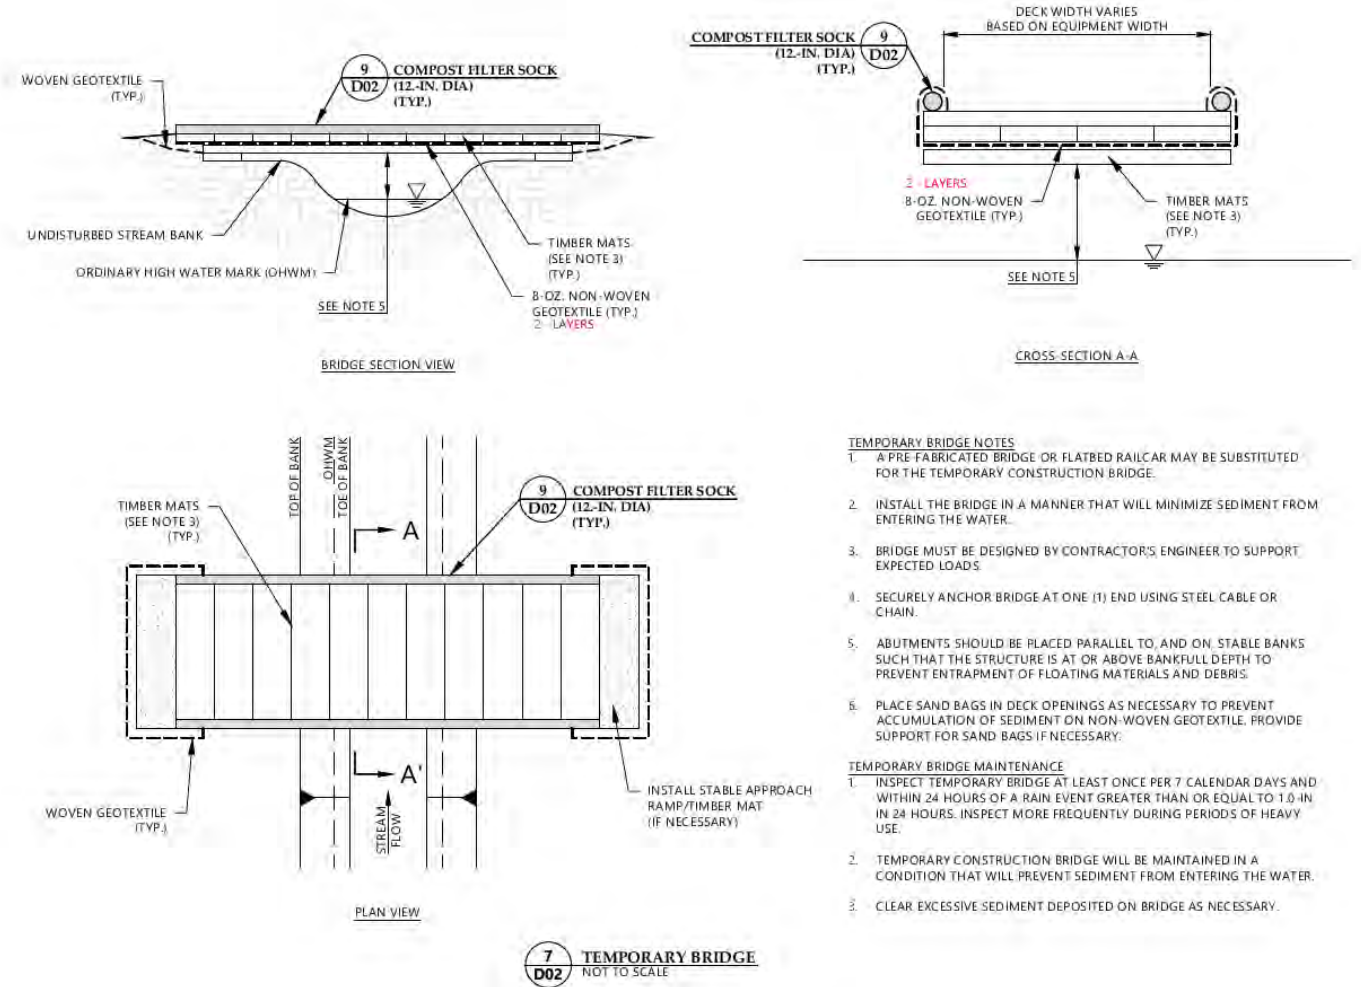 WOVEN GEOTEXTILE
(TYP.)
9
D02
COMPOST FILTER SOCK
(12.-IN. DIA)
(TYP.)
UNDISTURBED STREAM BANK
ORDINARY HIGH WATER MARK (OHWM)
SEE NOTE 5
TIMBER MATS
(SEE NOTE 3)
(TYP.)
8-OZ. NON-WOVEN
GEOTEXTILE (TYP.)
2 - LAYERS
BRIDGE SECTION VIEW
COMPOST FILTER SOCK
(12.-IN. DIA)
(TYP.)
9
D02
DECK WIDTH VARIES
BASED ON EQUIPMENT WIDTH
2 - LAYERS
8-OZ. NON-WOVEN
GEOTEXTILE (TYP.)
TIMBER MATS
(SEE NOTE 3)
(TYP.)
SEE NOTE 5
CROSS-SECTION A-A
TOP OF BANK
OHWM
TOE OF BANK
TIMBER MATS
(SEE NOTE 3)
(TYP.)
A
9
D02
COMPOST FILTER SOCK
(12.-IN. DIA)
(TYP.)
A'
WOVEN GEOTEXTILE
(TYP.)
STREAM
FLOW
INSTALL STABLE APPROACH
RAMP/TIMBER MAT
(IF NECESSARY)
PLAN VIEW
TEMPORARY BRIDGE NOTES
1. A PRE-FABRICATED BRIDGE OR FLATBED RAILCAR MAY BE SUBSTITUTED
FOR THE TEMPORARY CONSTRUCTION BRIDGE.
2. INSTALL THE BRIDGE IN A MANNER THAT WILL MINIMIZE SEDIMENT FROM
ENTERING THE WATER.
3. BRIDGE MUST BE DESIGNED BY CONTRACTOR'S ENGINEER TO SUPPORT
EXPECTED LOADS.
4. SECURELY ANCHOR BRIDGE AT ONE (1) END USING STEEL CABLE OR
CHAIN.
5. ABUTMENTS SHOULD BE PLACED PARALLEL TO, AND ON, STABLE BANKS
SUCH THAT THE STRUCTURE IS AT OR ABOVE BANKFULL DEPTH TO
PREVENT ENTRAPMENT OF FLOATING MATERIALS AND DEBRIS.
6. PLACE SAND BAGS IN DECK OPENINGS AS NECESSARY TO PREVENT
ACCUMULATION OF SEDIMENT ON NON-WOVEN GEOTEXTILE. PROVIDE
SUPPORT FOR SAND BAGS IF NECESSARY.
TEMPORARY BRIDGE MAINTENANCE
1. INSPECT TEMPORARY BRIDGE AT LEAST ONCE PER 7 CALENDAR DAYS AND
WITHIN 24 HOURS OF A RAIN EVENT GREATER THAN OR EQUAL TO 1.0-IN
IN 24 HOURS. INSPECT MORE FREQUENTLY DURING PERIODS OF HEAVY
USE.
2. TEMPORARY CONSTRUCTION BRIDGE WILL BE MAINTAINED IN A
CONDITION THAT WILL PREVENT SEDIMENT FROM ENTERING THE WATER.
3. CLEAR EXCESSIVE SEDIMENT DEPOSITED ON BRIDGE AS NECESSARY.
7
D02
TEMPORARY BRIDGE
NOT TO SCALE